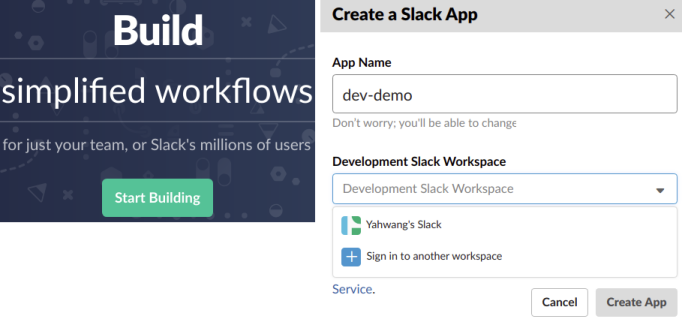 Build
simplified workflows
for just your team, or Slack's millions of users
Start Building
Create a Slack App
App Name
dev-demo
Don't worry; you'll be able to change
Development Slack Workspace
Development Slack Workspace
Yahwang's Slack
Sign in to another workspace
Service.
Cancel
Create App